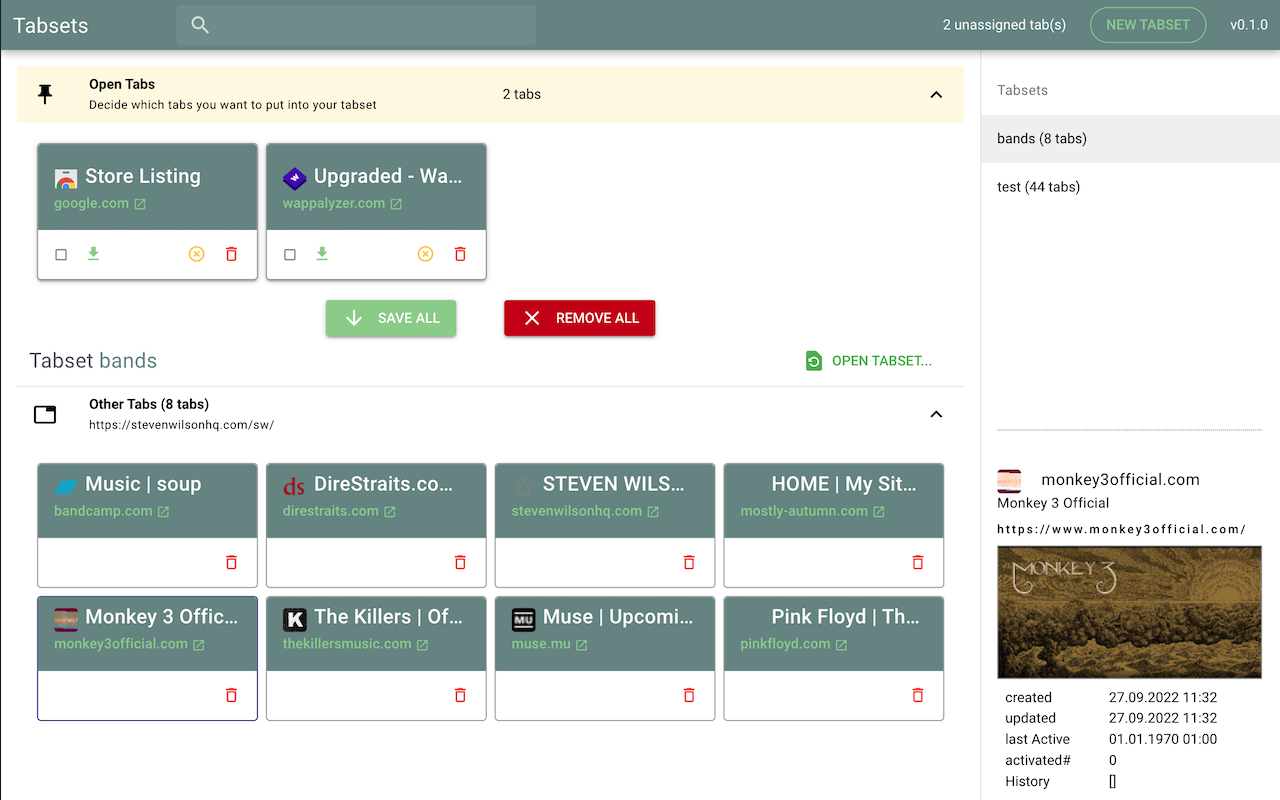 Tabsets
2 unassigned tab(s)
NEW TABSET
v0.1.0
Open Tabs
Decide which tabs you want to put into your tabset
2 tabs
Store Listing
google.com
Upgraded - Wa...
wappalyzer.com
SAVE ALL
REMOVE ALL
Tabset bands
OPEN TABSET...
Other Tabs (8 tabs)
https://stevenwilsonhq.com/sw/
Music | soup
bandcamp.com
ds
DireStraits.co...
direstraits.com
STEVEN WILS...
stevenwilsonhq.com
HOME | My Sit...
mostly-autumn.com
Monkey 3 Offic...
monkey3official.com
K
The Killers | Of...
thekillersmusic.com
MU
Muse | Upcomi...
muse.mu
Pink Floyd | Th...
pinkfloyd.com
Tabsets
bands (8 tabs)
test (44 tabs)
monkey3official.com
Monkey 3 Official
https://www.monkey3official.com/
MONKEY 3
created 27.09.2022 11:32
updated 27.09.2022 11:32
last Active 01.01.1970 01:00
activated# 0
History []